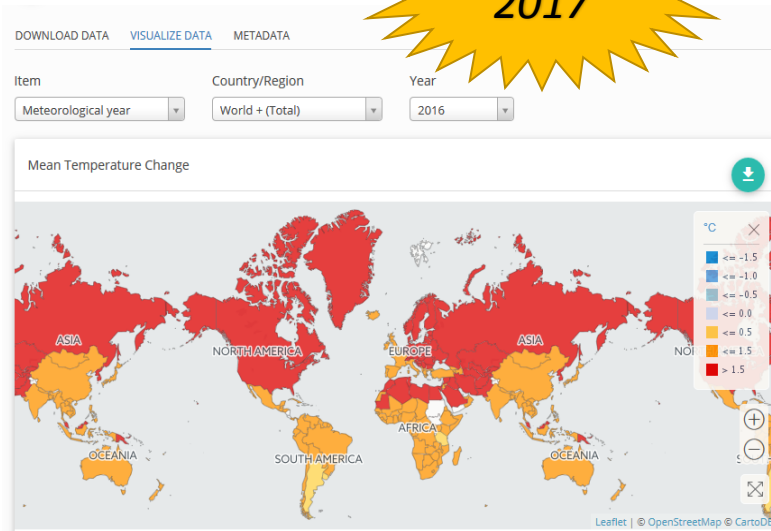 2017
DOWNLOAD DATA VISUALIZE DATA METADATA
Item Country/Region Year
Meteorological year World + (Total) 2016
Mean Temperature Change
°C
<= -1.5
<= -1.0
<= -0.5
<= 0.0
<= 0.5
<= 1.5
> 1.5
ASIA NORTH AMERICA EUROPE ASIA
AFRICA
OCEANIA SOUTH AMERICA OCEANIA
Leaflet | © OpenStreetMap © CartoDB